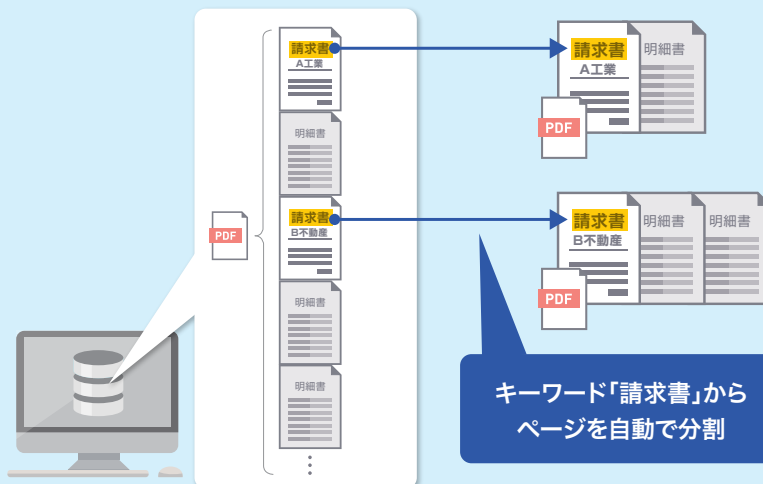 請求書
A工業
明細書
PDF
請求書
B不動産
明細書
明細書
請求書
A工業
明細書
PDF
請求書
B不動産
明細書
明細書
PDF
キーワード「請求書」から
ページを自動で分割